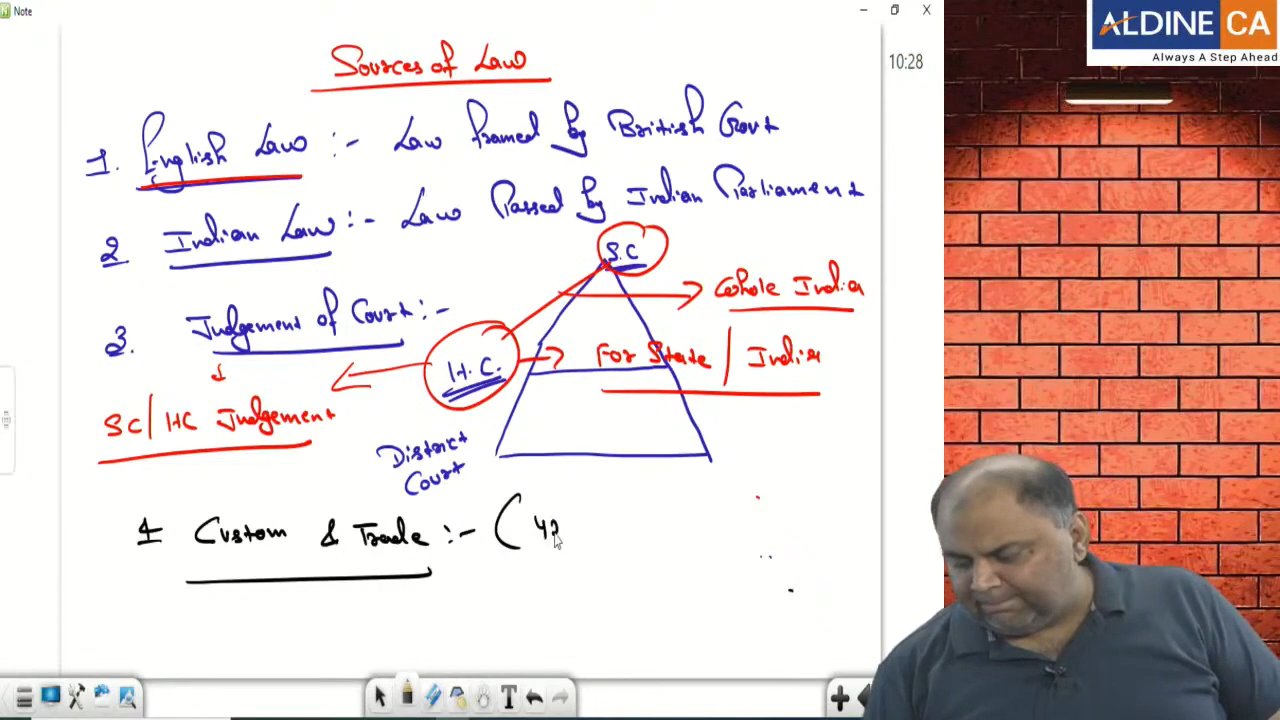 Note
ALDINE CA
Always A Step Ahead
10:28
Sources of Law
1. English Law :- Law framed by British Govt
2 Indian Law :- Law Passed by Indian Parliament
S.C
Whole India
3. Judgement of Court :-
H.C.
For State / India
SC/HC Judgement
District
Court
4 Custom & Trade :- (